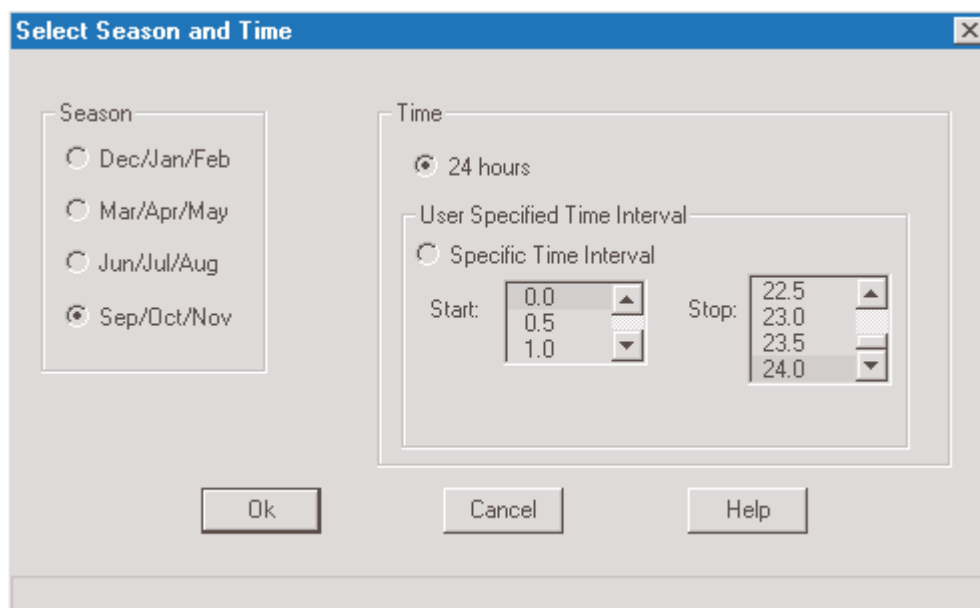 Select Season and Time
Season
Dec/Jan/Feb
Mar/Apr/May
Jun/Jul/Aug
Sep/Oct/Nov
Time
24 hours
User Specified Time Interval
Specific Time Interval
Start:
0.0
0.5
1.0
Stop:
22.5
23.0
23.5
24.0
Ok
Cancel
Help